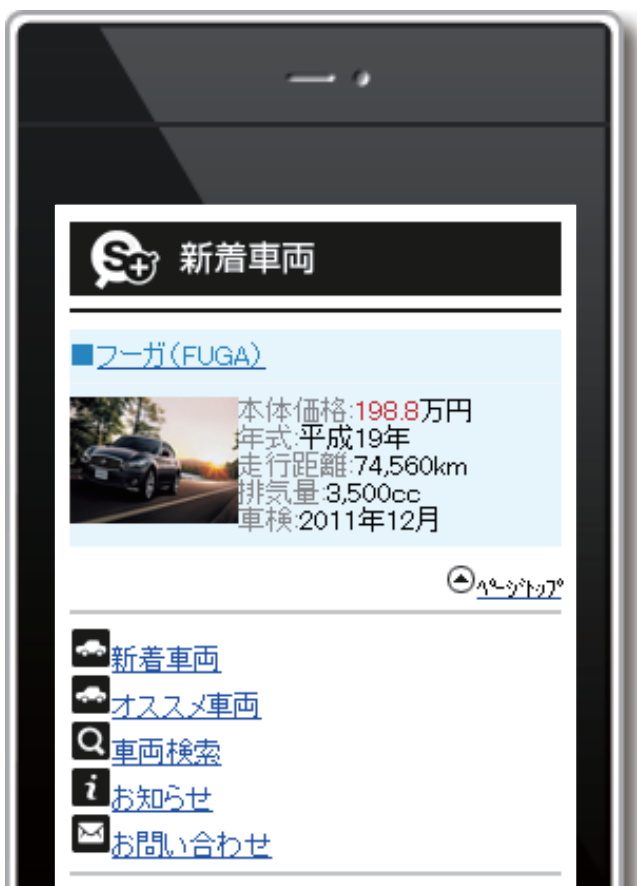 S+ 新着車両
■フーガ(FUGA)
本体価格:198.8万円
年式:平成19年
走行距離:74,560km
排気量:3,500cc
車検:2011年12月
ﾍﾟｰｼﾞﾄｯﾌﾟ
新着車両
オススメ車両
車両検索
i お知らせ
お問い合わせ